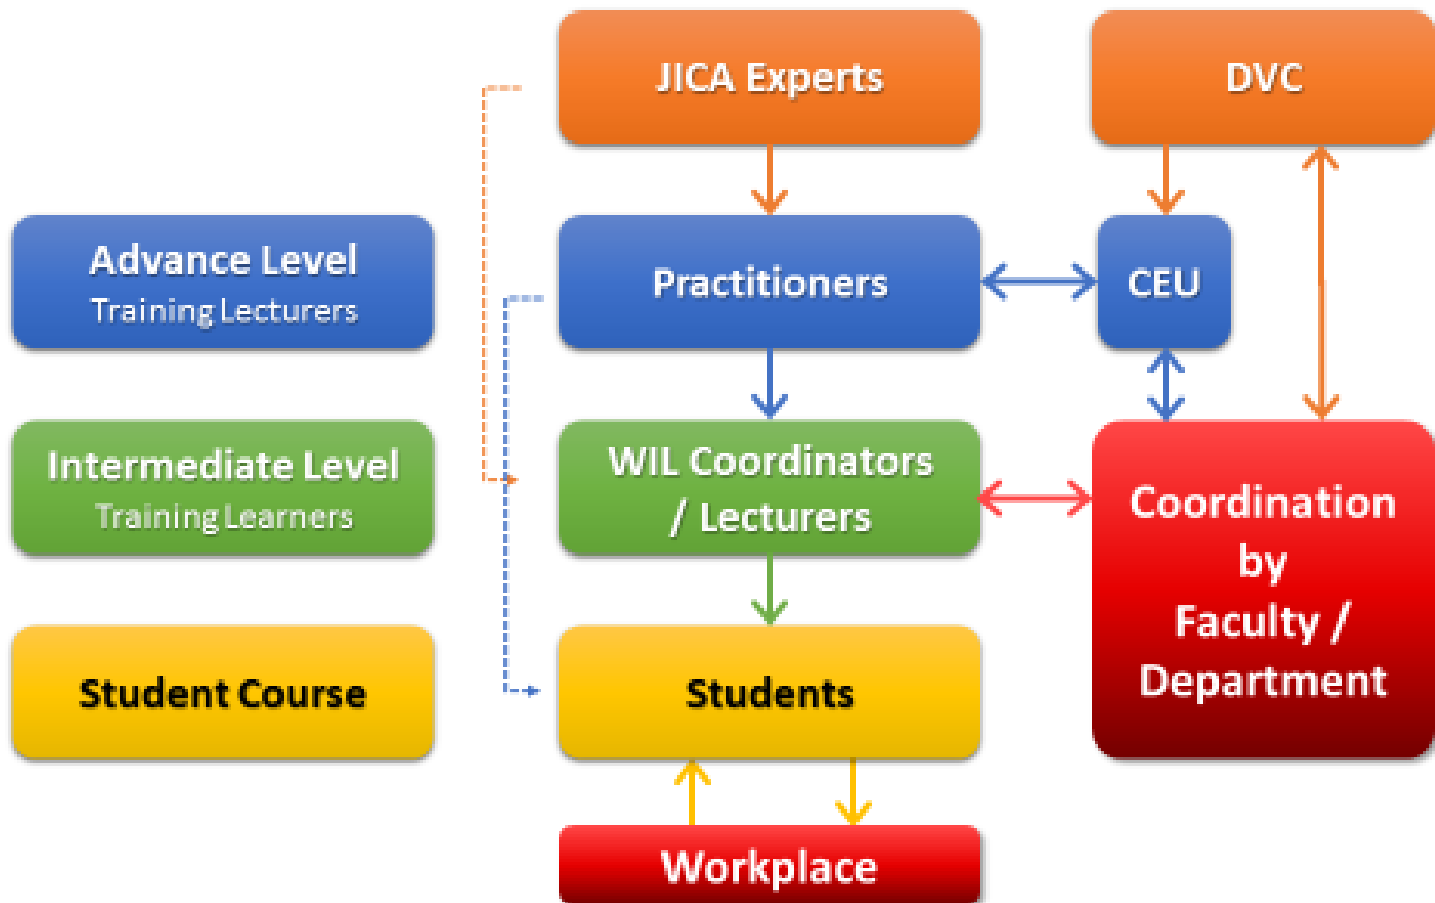 JICA Experts
DVC
Advance Level
Training Lecturers
Practitioners
CEU
Intermediate Level
Training Learners
WIL Coordinators
/ Lecturers
Coordination
by
Faculty /
Department
Student Course
Students
Workplace